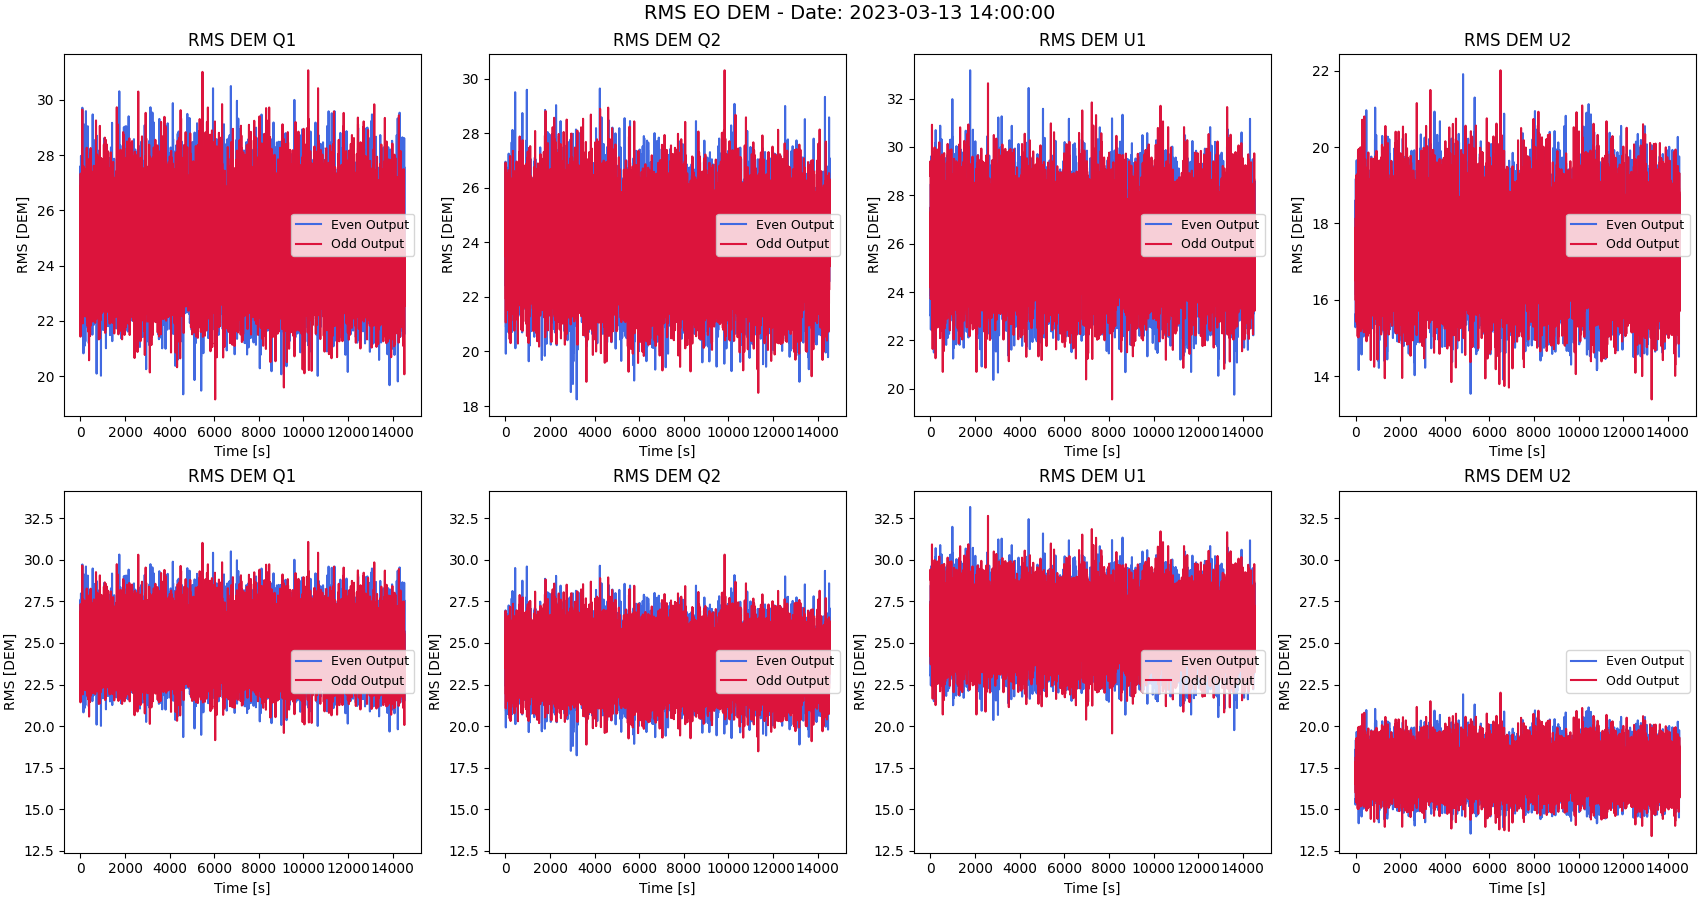 RMS EO DEM - Date: 2023-03-13 14:00:00
RMS DEM Q1
RMS [DEM]
30
28
26
24
22
20
0 2000 4000 6000 8000 10000 12000 14000
Time [s]
Even Output
Odd Output
RMS DEM Q2
RMS [DEM]
30
28
26
24
22
20
18
0 2000 4000 6000 8000 10000 12000 14000
Time [s]
Even Output
Odd Output
RMS DEM U1
RMS [DEM]
32
30
28
26
24
22
20
0 2000 4000 6000 8000 10000 12000 14000
Time [s]
Even Output
Odd Output
RMS DEM U2
RMS [DEM]
22
20
18
16
14
0 2000 4000 6000 8000 10000 12000 14000
Time [s]
Even Output
Odd Output
RMS DEM Q1
RMS [DEM]
32.5
30.0
27.5
25.0
22.5
20.0
17.5
15.0
12.5
0 2000 4000 6000 8000 10000 12000 14000
Time [s]
Even Output
Odd Output
RMS DEM Q2
RMS [DEM]
32.5
30.0
27.5
25.0
22.5
20.0
17.5
15.0
12.5
0 2000 4000 6000 8000 10000 12000 14000
Time [s]
Even Output
Odd Output
RMS DEM U1
RMS [DEM]
32.5
30.0
27.5
25.0
22.5
20.0
17.5
15.0
12.5
0 2000 4000 6000 8000 10000 12000 14000
Time [s]
Even Output
Odd Output
RMS DEM U2
RMS [DEM]
32.5
30.0
27.5
25.0
22.5
20.0
17.5
15.0
12.5
0 2000 4000 6000 8000 10000 12000 14000
Time [s]
Even Output
Odd Output